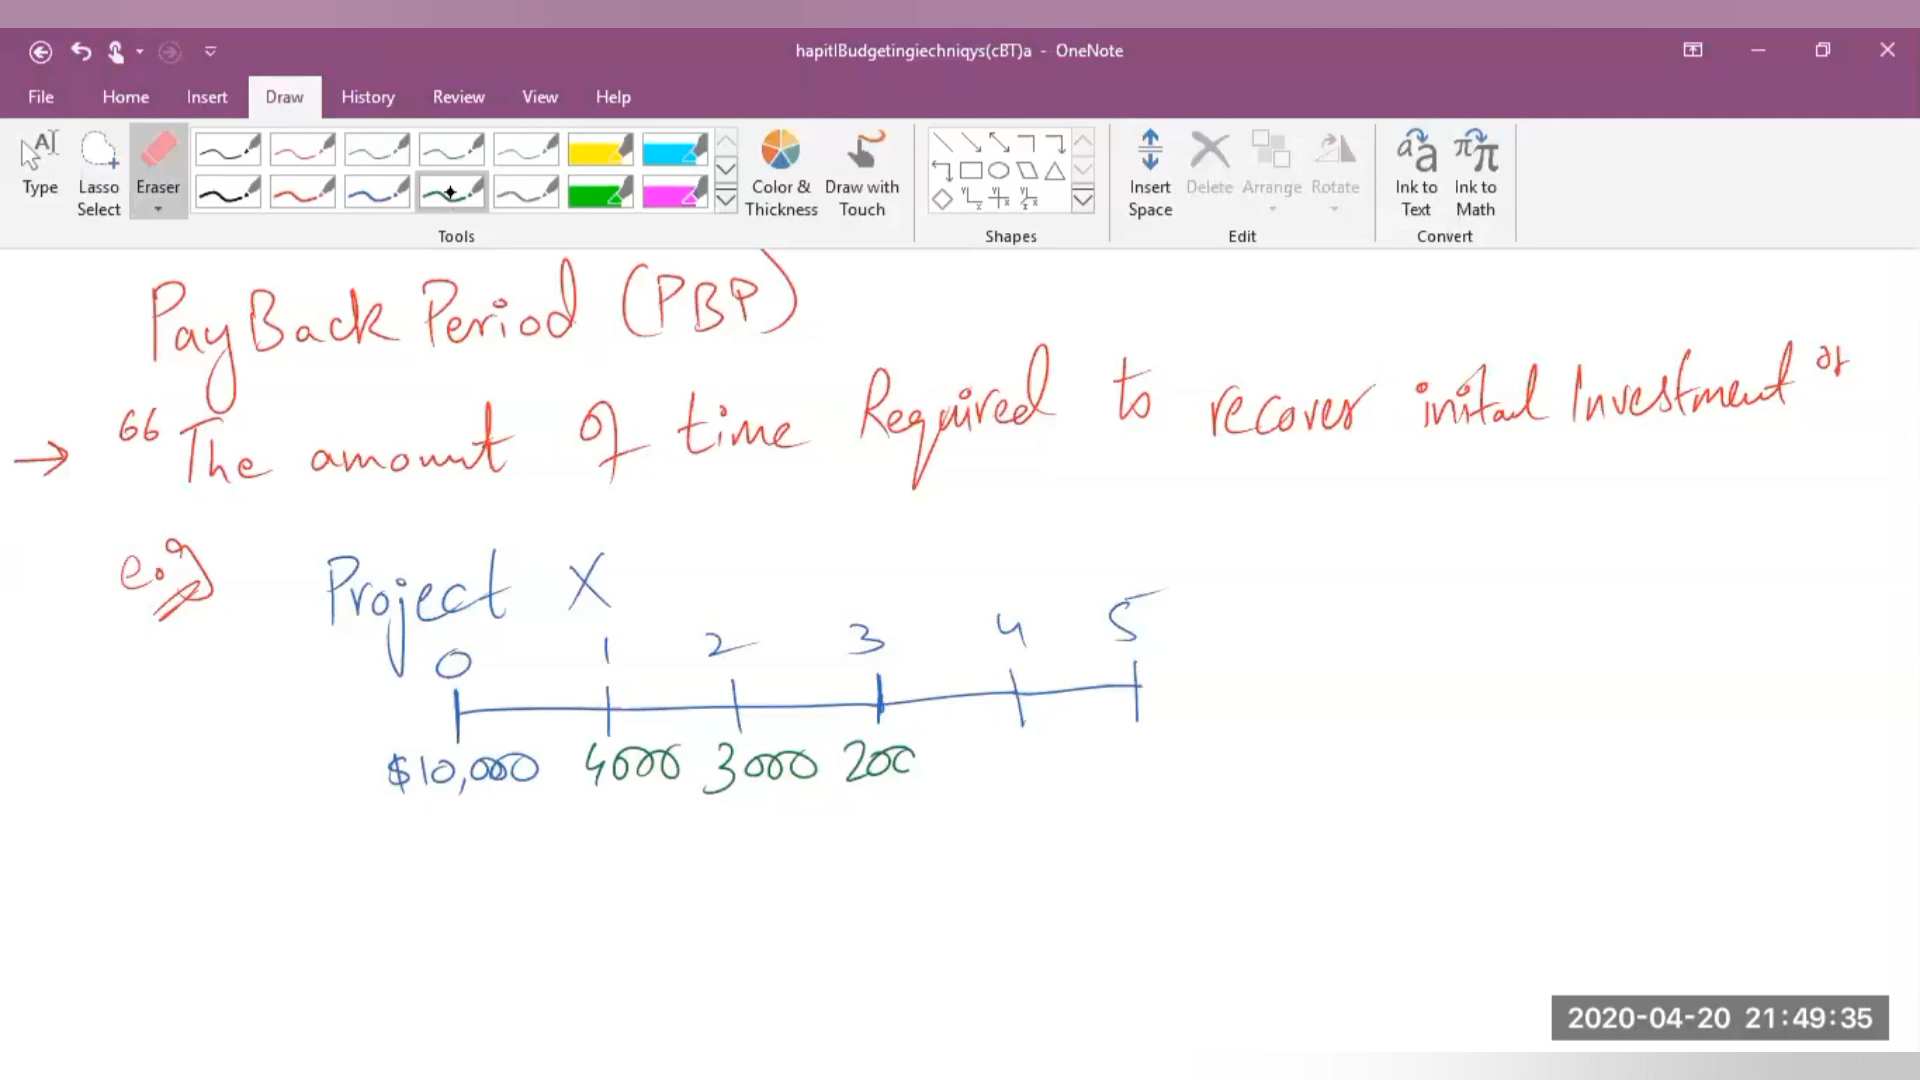 hapitlBudgetingiechniqys(cBT)a - OneNote
File Home Insert Draw History Review View Help
Type Lasso Select Eraser Color & Thickness Draw with Touch Insert Space Delete Arrange Rotate Ink to Text Ink to Math
Tools Shapes Edit Convert
PayBack Period (PBP)
→ “The amount of time Required to recover inital Investment of
e.g
Project X
0 1 2 3 4 5
$10,000 4000 3000 200
2020-04-20 21:49:35